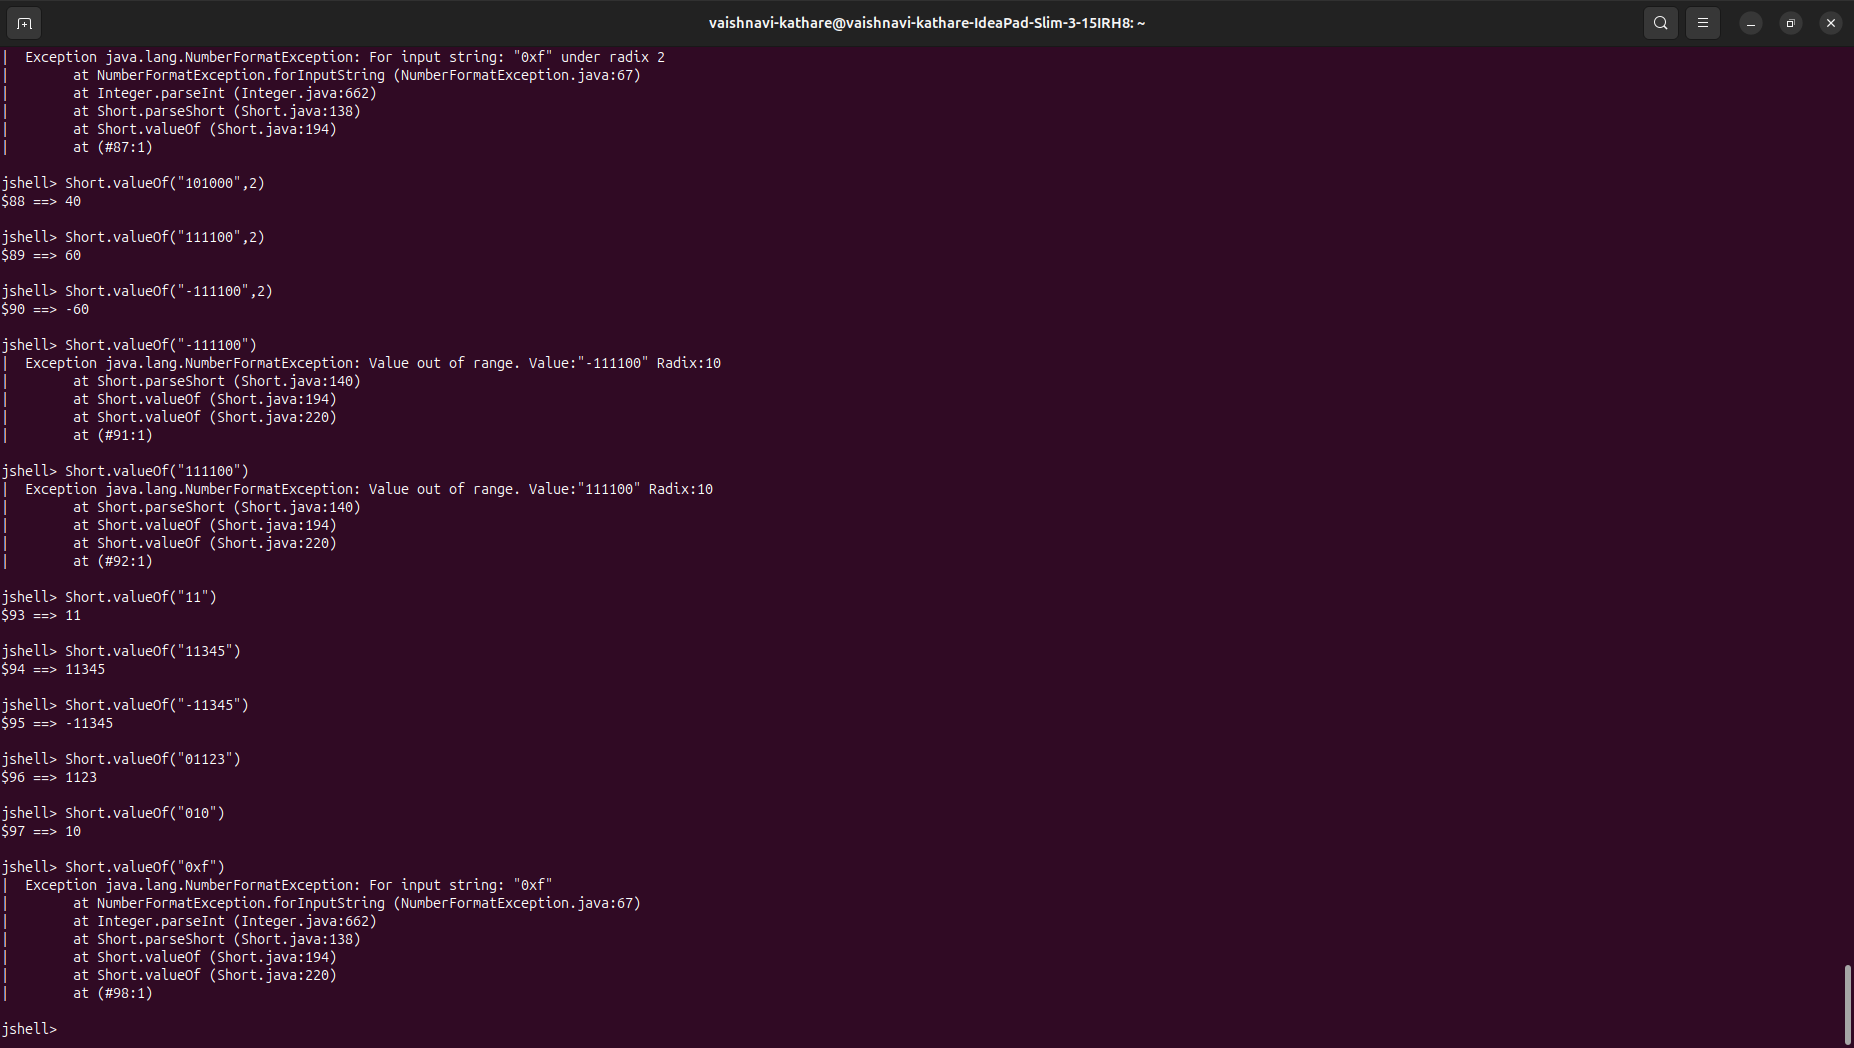 vaishnavi-kathare@vaishnavi-kathare-IdeaPad-Slim-3-15IRH8: ~
|  Exception java.lang.NumberFormatException: For input string: "0xf" under radix 2
|        at NumberFormatException.forInputString (NumberFormatException.java:67)
|        at Integer.parseInt (Integer.java:662)
|        at Short.parseShort (Short.java:138)
|        at Short.valueOf (Short.java:194)
|        at (#87:1)
jshell> Short.valueOf("101000",2)
$88 ==> 40
jshell> Short.valueOf("111100",2)
$89 ==> 60
jshell> Short.valueOf("-111100",2)
$90 ==> -60
jshell> Short.valueOf("-111100")
|  Exception java.lang.NumberFormatException: Value out of range. Value:"-111100" Radix:10
|        at Short.parseShort (Short.java:140)
|        at Short.valueOf (Short.java:194)
|        at Short.valueOf (Short.java:220)
|        at (#91:1)
jshell> Short.valueOf("111100")
|  Exception java.lang.NumberFormatException: Value out of range. Value:"111100" Radix:10
|        at Short.parseShort (Short.java:140)
|        at Short.valueOf (Short.java:194)
|        at Short.valueOf (Short.java:220)
|        at (#92:1)
jshell> Short.valueOf("11")
$93 ==> 11
jshell> Short.valueOf("11345")
$94 ==> 11345
jshell> Short.valueOf("-11345")
$95 ==> -11345
jshell> Short.valueOf("01123")
$96 ==> 1123
jshell> Short.valueOf("010")
$97 ==> 10
jshell> Short.valueOf("0xf")
|  Exception java.lang.NumberFormatException: For input string: "0xf"
|        at NumberFormatException.forInputString (NumberFormatException.java:67)
|        at Integer.parseInt (Integer.java:662)
|        at Short.parseShort (Short.java:138)
|        at Short.valueOf (Short.java:194)
|        at Short.valueOf (Short.java:220)
|        at (#98:1)
jshell>